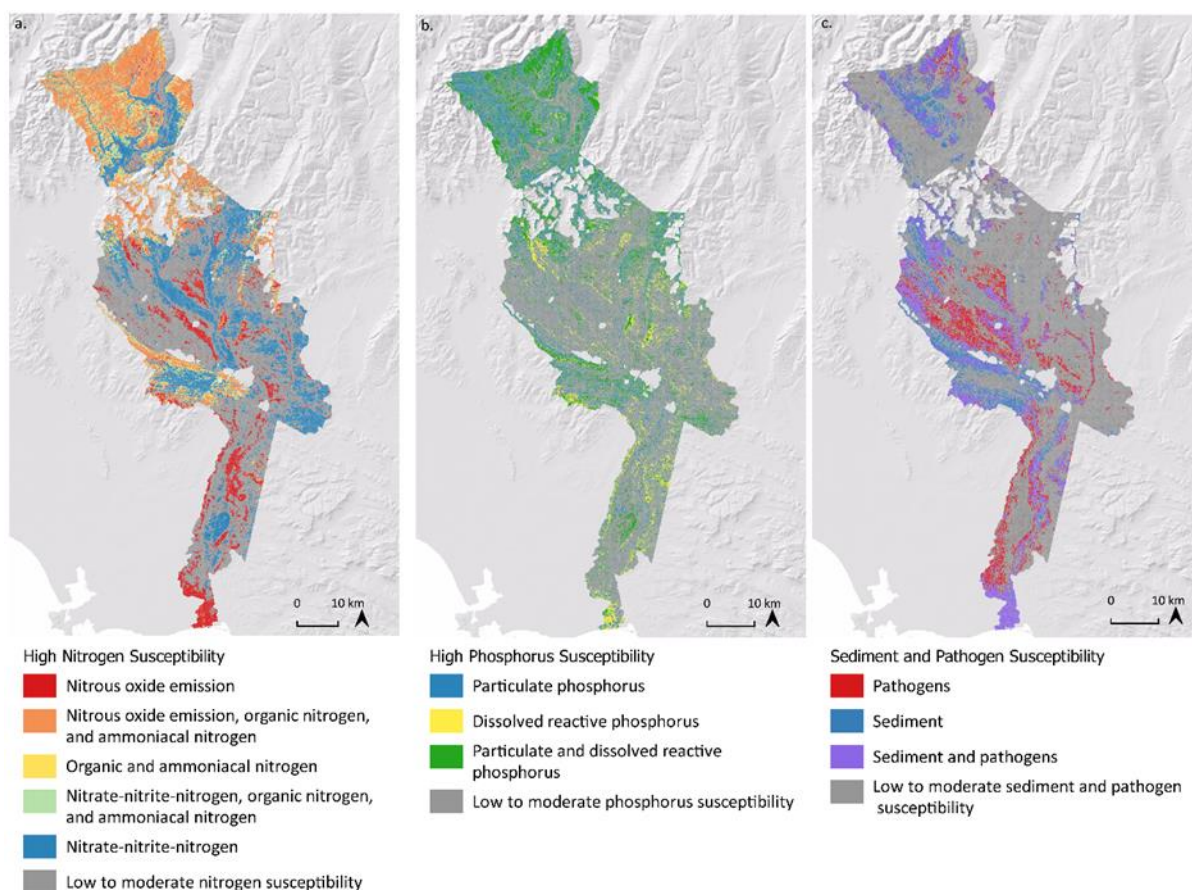 a.
b.
c.
0 10 km
0 10 km
0 10 km
High Nitrogen Susceptibility
Nitrous oxide emission
Nitrous oxide emission, organic nitrogen,
and ammoniacal nitrogen
Organic and ammoniacal nitrogen
Nitrate-nitrite-nitrogen, organic nitrogen,
and ammoniacal nitrogen
Nitrate-nitrite-nitrogen
Low to moderate nitrogen susceptibility
High Phosphorus Susceptibility
Particulate phosphorus
Dissolved reactive phosphorus
Particulate and dissolved reactive
phosphorus
Low to moderate phosphorus susceptibility
Sediment and Pathogen Susceptibility
Pathogens
Sediment
Sediment and pathogens
Low to moderate sediment and pathogen
susceptibility